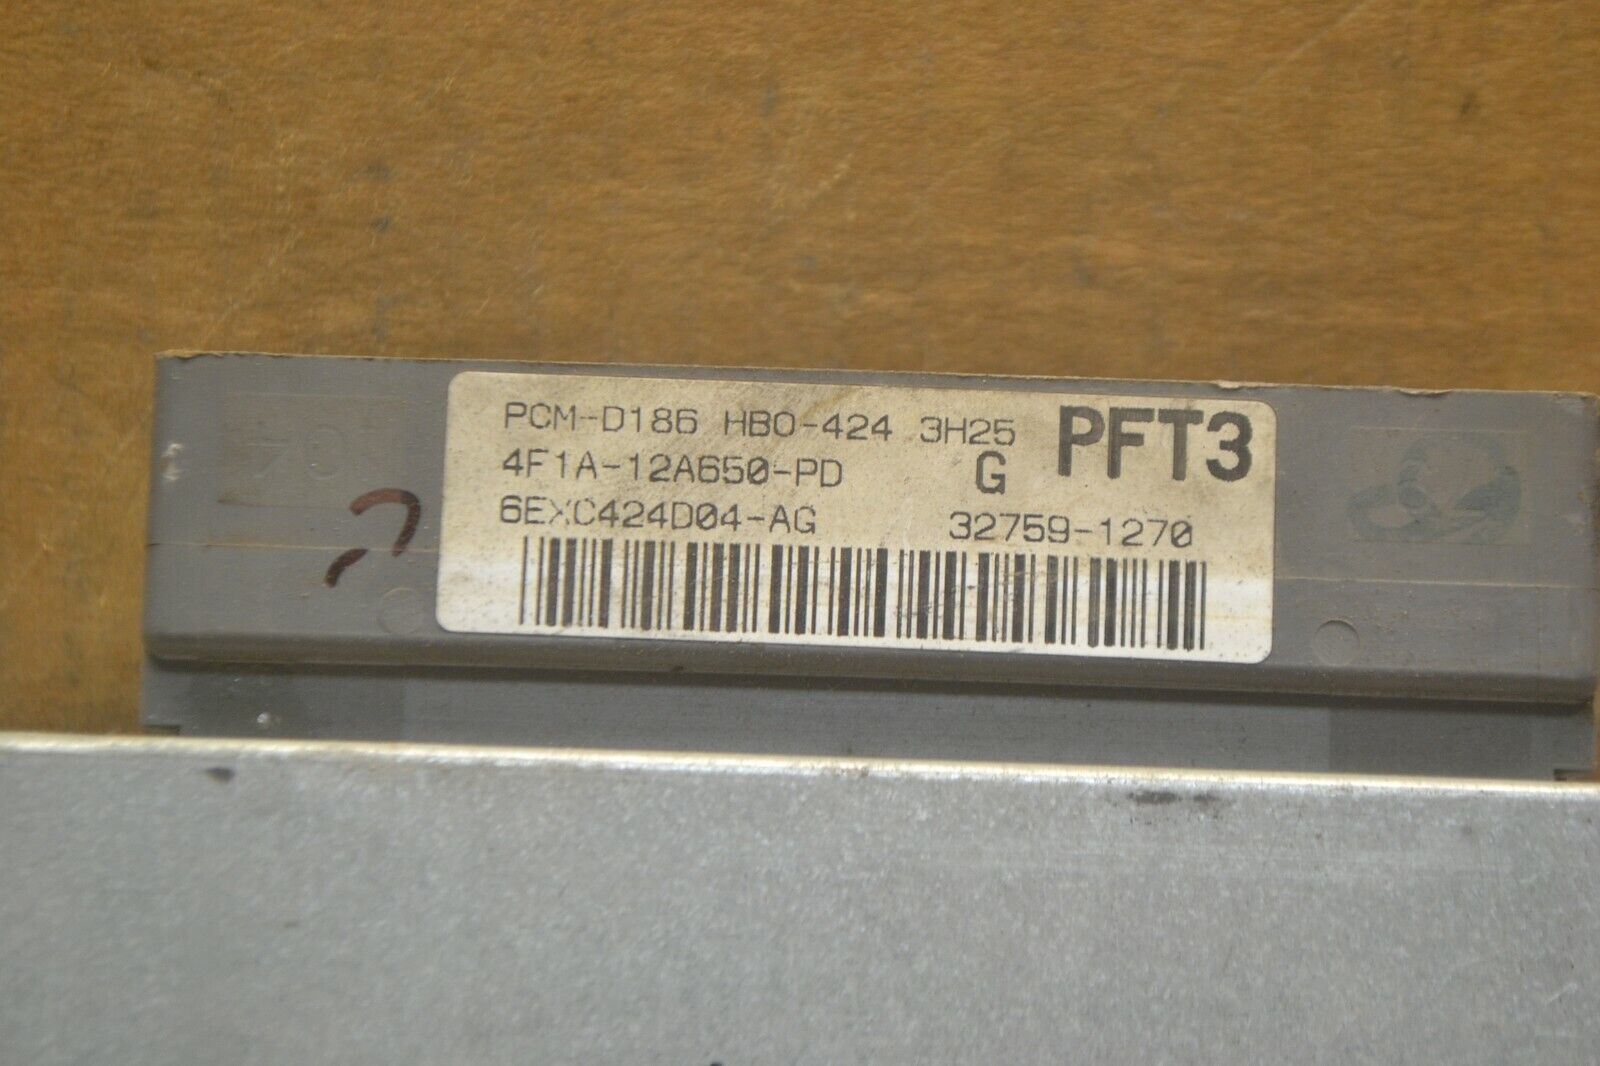 PCM-D186 HBO-424 3H25 PFT3
4F1A-12A650-PD G
6EXC424D04-AG 32759-1270